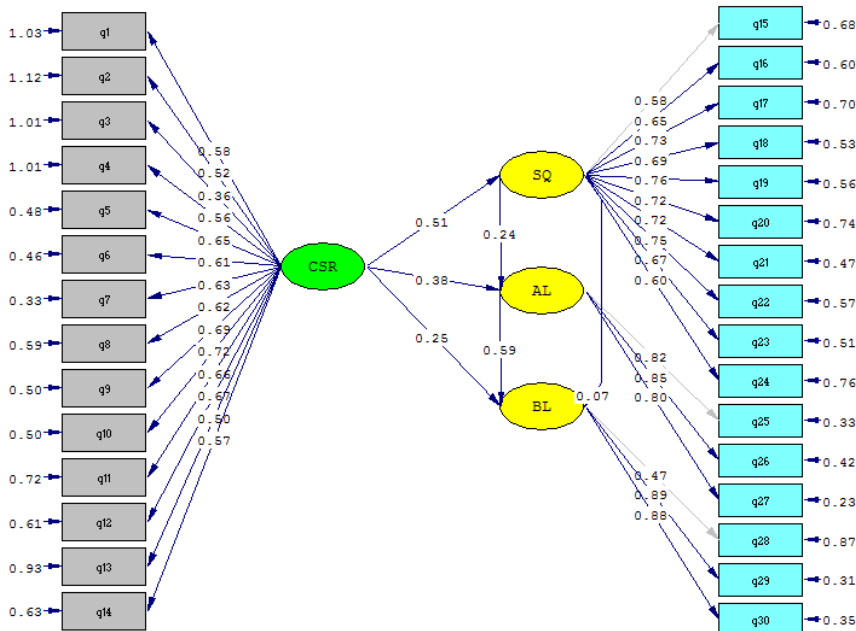 1.03 q1
1.12 q2
1.01 q3
1.01 q4
0.48 q5
0.46 q6
0.33 q7
0.59 q8
0.50 q9
0.50 q10
0.72 q11
0.61 q12
0.93 q13
0.63 q14
0.58
0.52
0.36
0.56
0.65
0.61
0.63
0.62
0.69
0.72
0.66
0.67
0.50
0.57
CSR
0.51
0.38
0.25
SQ
0.24
AL
0.59
BL
0.07
0.58
0.65
0.73
0.69
0.76
0.72
0.72
0.75
0.67
0.60
0.82
0.85
0.80
0.47
0.89
0.88
q15 0.68
q16 0.60
q17 0.70
q18 0.53
q19 0.56
q20 0.74
q21 0.47
q22 0.57
q23 0.51
q24 0.76
q25 0.33
q26 0.42
q27 0.23
q28 0.87
q29 0.31
q30 0.35